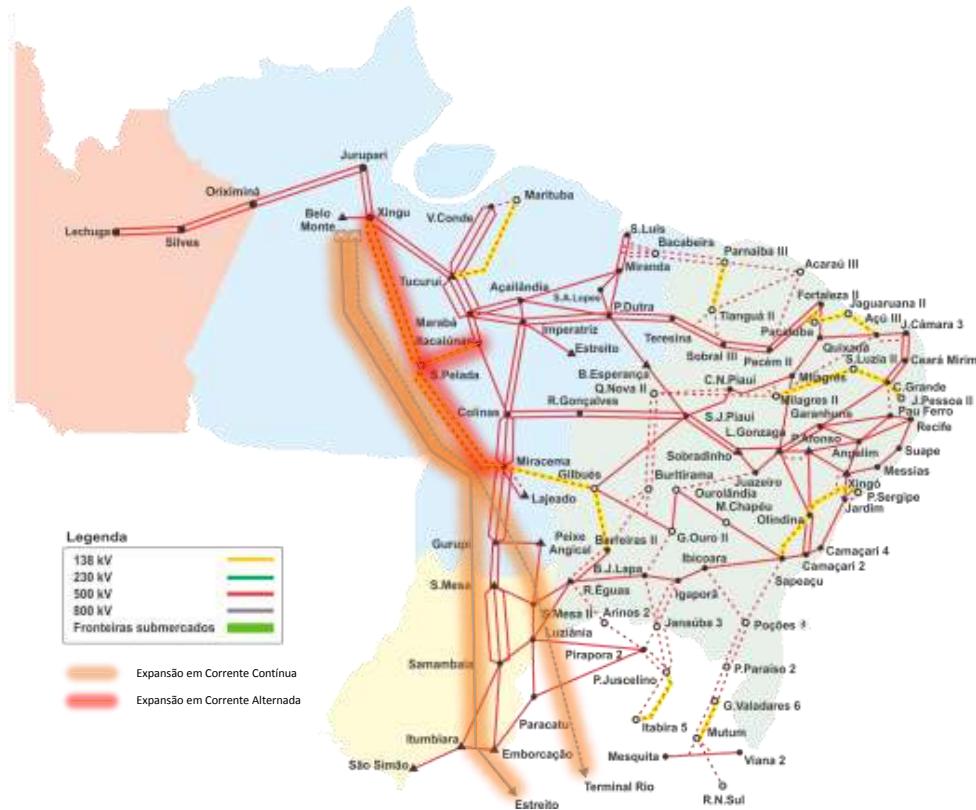 Jurupari
Oriximiná
Lechuga
Silves
Belo
Monte
Xingu
V.Conde
Marituba
Tucuruí
Marabá
Itacaiúnas
S.Pelada
Açailândia
Imperatriz
Estreito
Colinas
R.Gonçalves
Miracema
Lajeado
Gilbués
Gurupi
Peixe
Angical
S.Mesa
S.Mesa II
Luziânia
Samambaia
Paracatu
Itumbiara
Emborcação
São Simão
Estreito
Terminal Rio
S.Luis
Bacabeira
Parnaíba III
Acaraú III
Miranda
S.A.Lopes
P.Dutra
Tianguá II
Fortaleza II
Jaguaruana II
Pacatuba
Açú III
J.Câmara 3
Teresina
Sobral III
Pecém II
Quixadá
Ceará Mirim
S.Luzia II
B.Esperança
Q.Nova II
C.N.Piaui
Milagres
Milagres II
C.Grande
J.Pessoa II
Garanhuns
Pau Ferro
Recife
S.J.Piaui
L.Gonzaga
P.Afonso
Angelim
Suape
Sobradinho
Messias
Juazeiro
Xingó
P.Sergipe
Jardim
Buritirama
Ourolândia
M.Chapéu
Olindina
G.Ouro II
Barreiras II
Ibicoara
Camaçari 4
Camaçari 2
Sapeaçu
B.J.Lapa
R.Eguas
Igaporã
Arinos 2
Janaúba 3
Poções
Pirapora 2
P.Juscelino
P.Paraíso 2
G.Valadares 6
Itabira 5
Mutum
Mesquita
Viana 2
R.N.Sul
Legenda
138 kV
230 kV
500 kV
800 kV
Fronteiras submercados
Expansão em Corrente Contínua
Expansão em Corrente Alternada